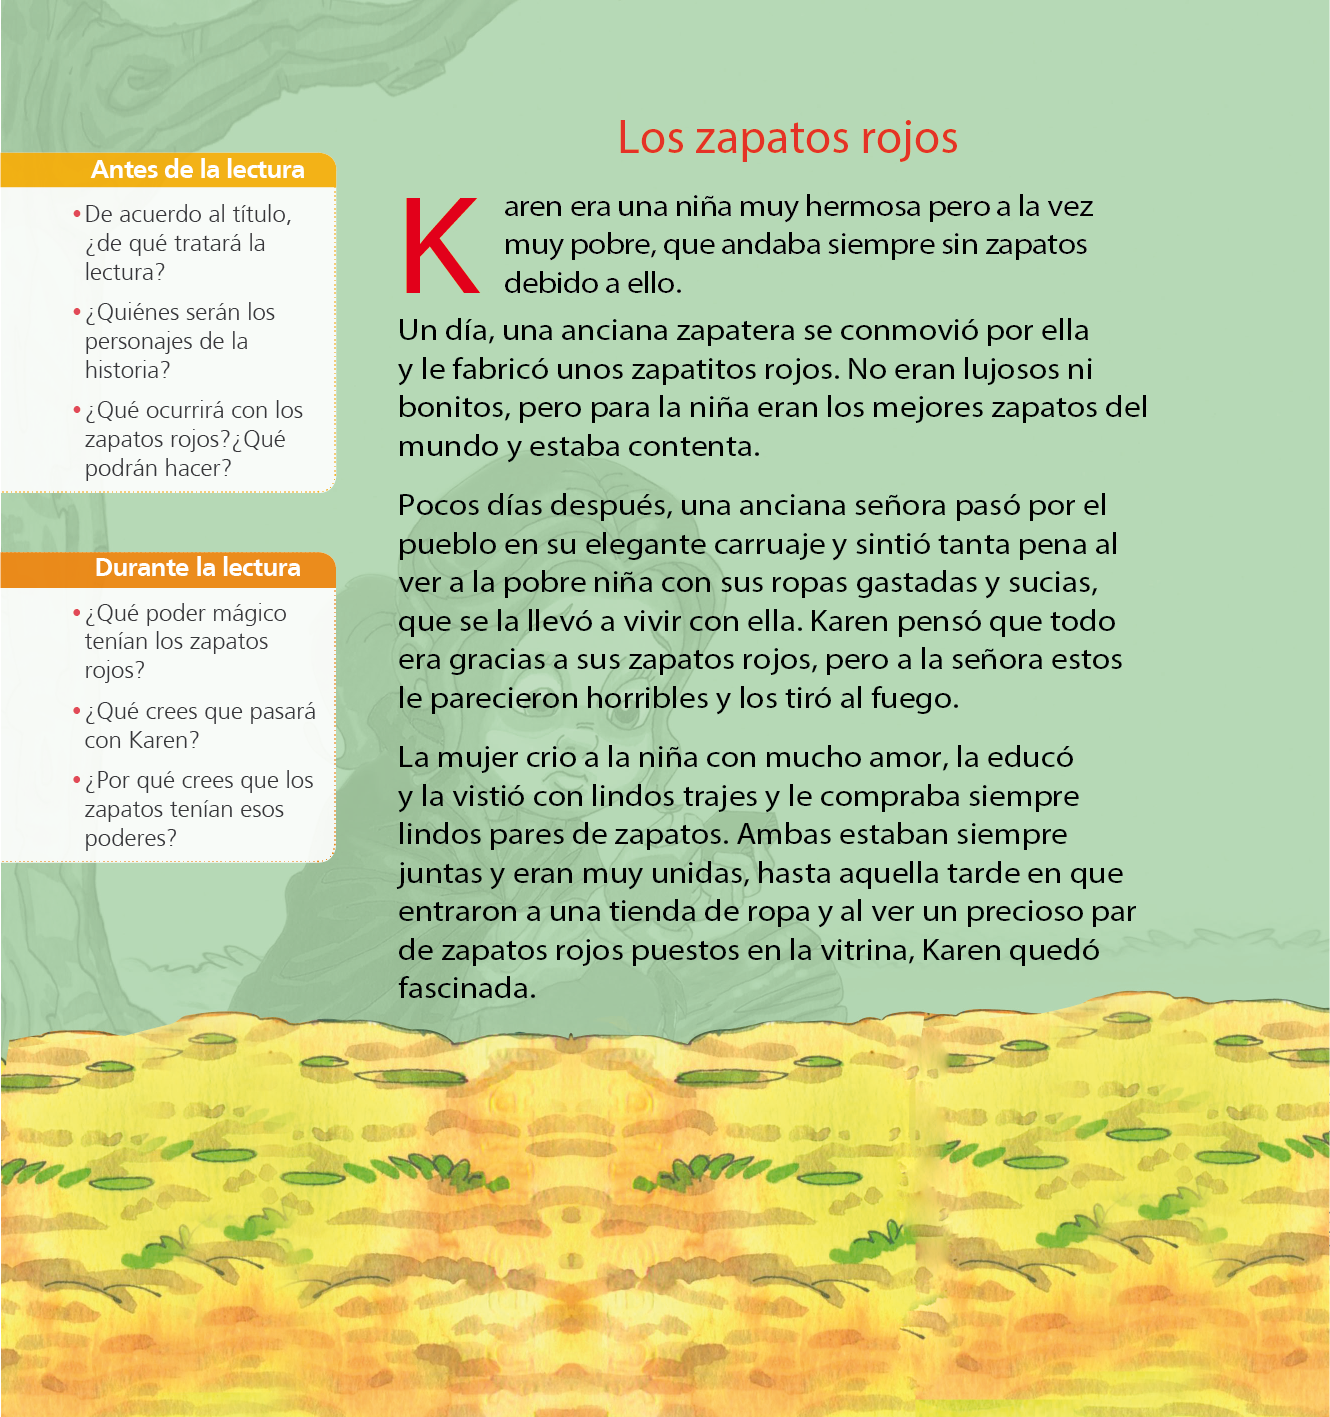 Los zapatos rojos
Antes de la lectura
• De acuerdo al título,
¿de qué tratará la
lectura?
• ¿Quiénes serán los
personajes de la
historia?
• ¿Qué ocurrirá con los
zapatos rojos?¿Qué
podrán hacer?
Durante la lectura
• ¿Qué poder mágico
tenían los zapatos
rojos?
• ¿Qué crees que pasará
con Karen?
• ¿Por qué crees que los
zapatos tenían esos
poderes?
Karen era una niña muy hermosa pero a la vez
muy pobre, que andaba siempre sin zapatos
debido a ello.
Un día, una anciana zapatera se conmovió por ella
y le fabricó unos zapatitos rojos. No eran lujosos ni
bonitos, pero para la niña eran los mejores zapatos del
mundo y estaba contenta.
Pocos días después, una anciana señora pasó por el
pueblo en su elegante carruaje y sintió tanta pena al
ver a la pobre niña con sus ropas gastadas y sucias,
que se la llevó a vivir con ella. Karen pensó que todo
era gracias a sus zapatos rojos, pero a la señora estos
le parecieron horribles y los tiró al fuego.
La mujer crio a la niña con mucho amor, la educó
y la vistió con lindos trajes y le compraba siempre
lindos pares de zapatos. Ambas estaban siempre
juntas y eran muy unidas, hasta aquella tarde en que
entraron a una tienda de ropa y al ver un precioso par
de zapatos rojos puestos en la vitrina, Karen quedó
fascinada.